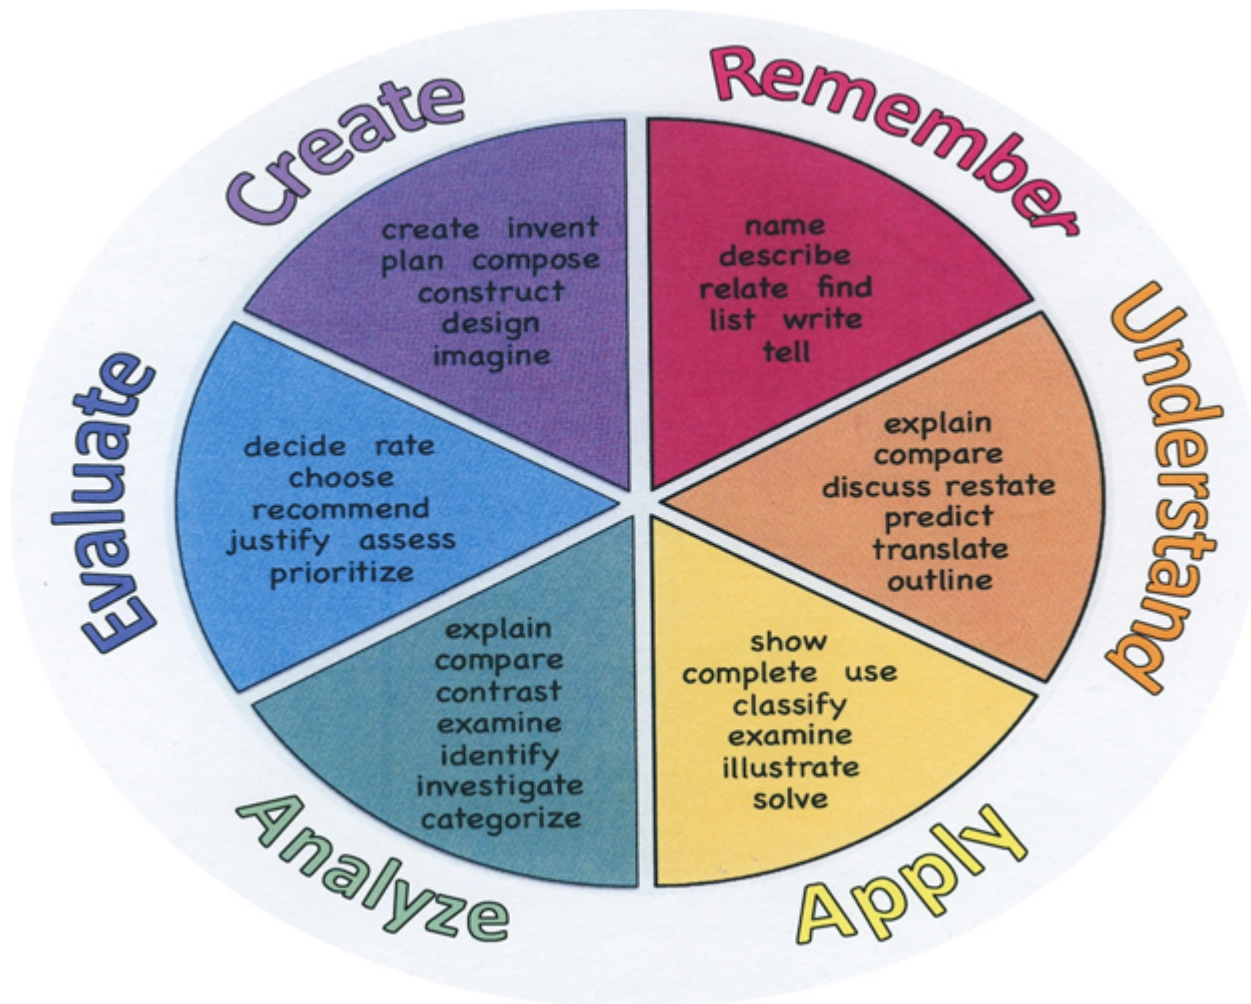 Remember
name
describe
relate find
list write
tell
Understand
explain
compare
discuss restate
predict
translate
outline
Apply
show
complete use
classify
examine
illustrate
solve
Analyze
explain
compare
contrast
examine
identify
investigate
categorize
Evaluate
decide rate
choose
recommend
justify assess
prioritize
Create
create invent
plan compose
construct
design
imagine